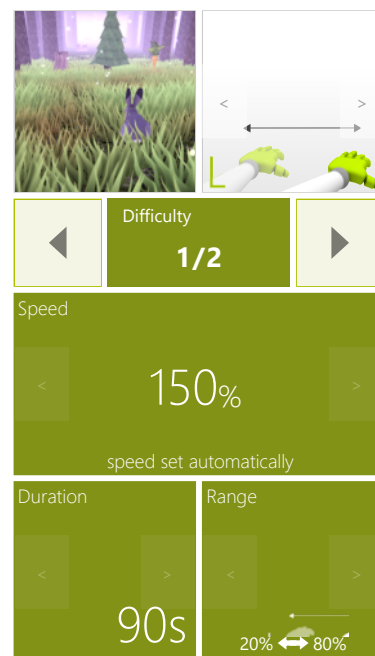 < >
Difficulty
1/2
Speed
< 150% >
speed set automatically
Duration
< >
90s
Range
< >
20% 80%